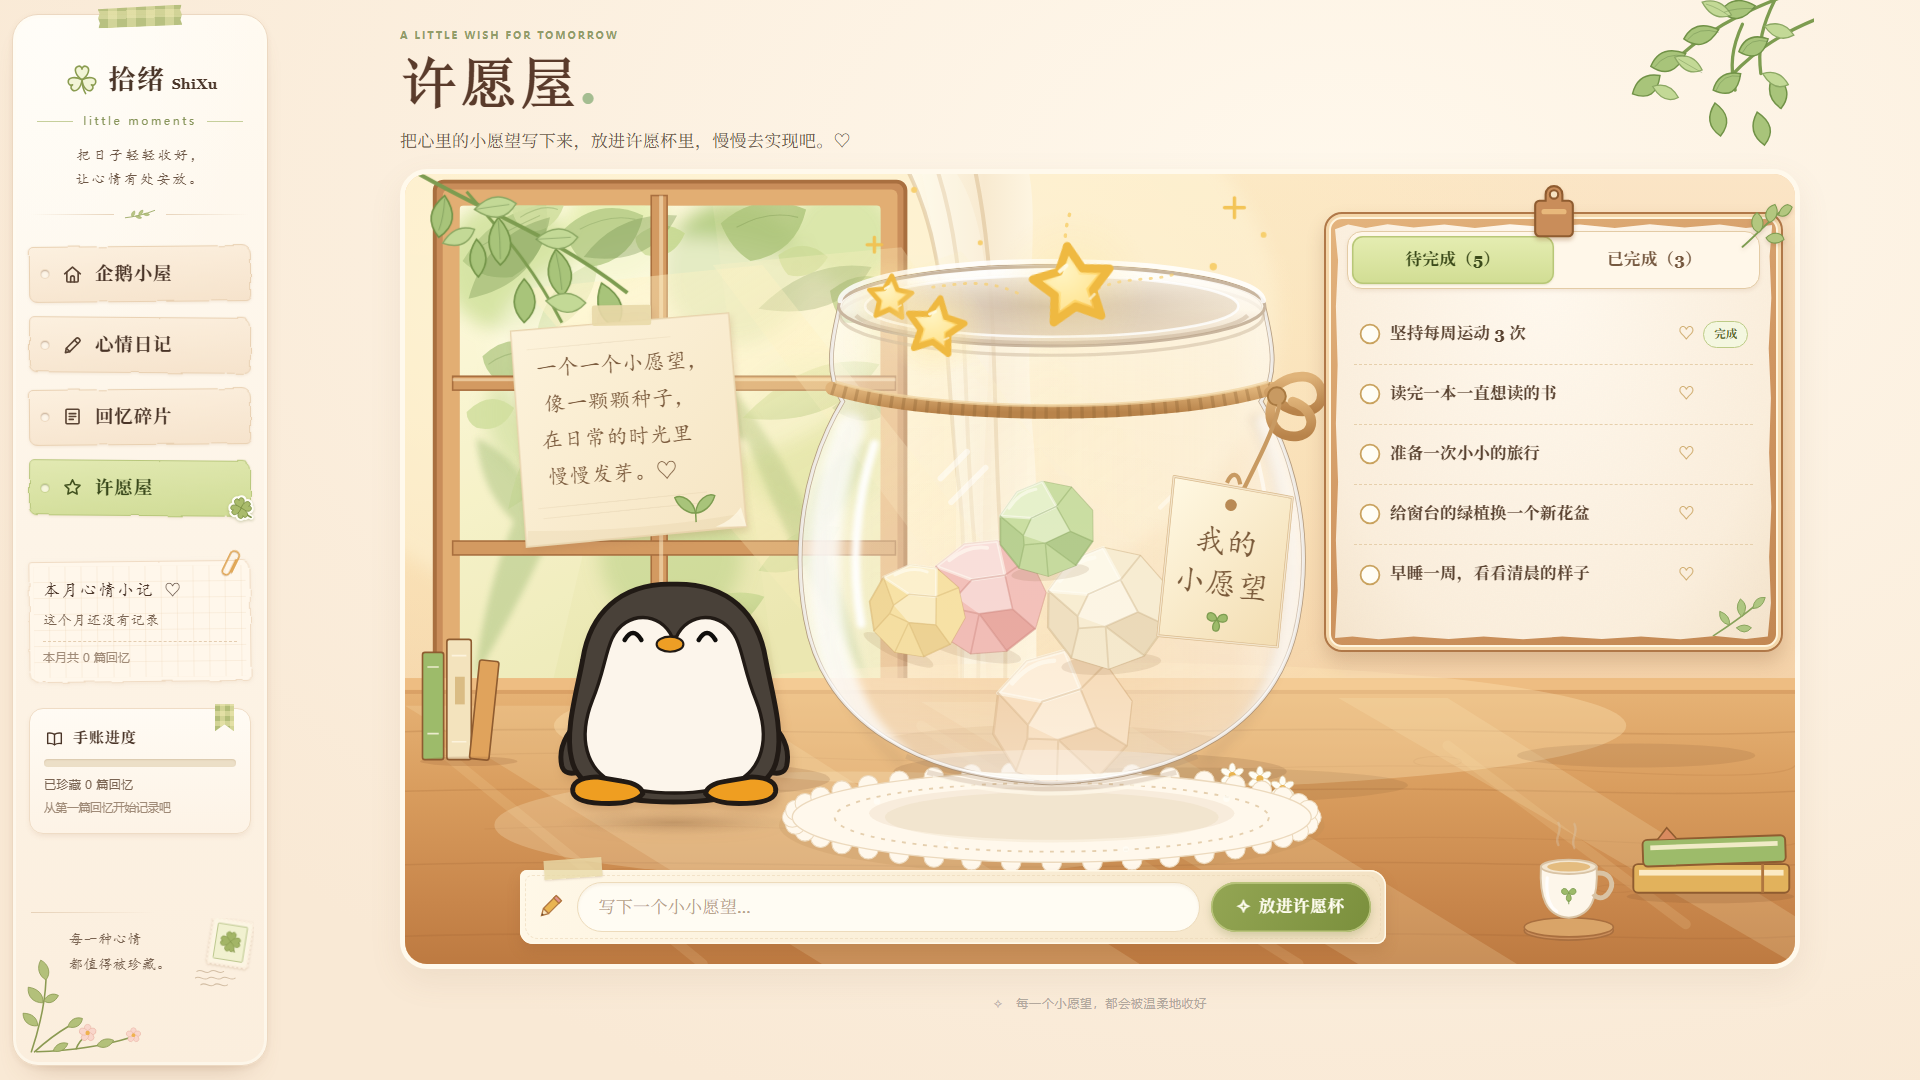 拾绪 ShiXu
little moments
把日子轻轻收好，
让心情有处安放。
企鹅小屋
心情日记
回忆碎片
许愿屋
本月心情小记 ♡
这个月还没有记录
本月共 0 篇回忆
手账进度
已珍藏 0 篇回忆
从第一篇回忆开始记录吧
每一种心情
都值得被珍藏。
A LITTLE WISH FOR TOMORROW
许愿屋
把心里的小愿望写下来，放进许愿杯里，慢慢去实现吧。♡
一个一个小愿望，
像一颗颗种子，
在日常的时光里
慢慢发芽。♡
我的
小愿望
待完成（5）
已完成（3）
坚持每周运动 3 次
完成
读完一本一直想读的书
准备一次小小的旅行
给窗台的绿植换一个新花盆
早睡一周，看看清晨的样子
写下一个小小愿望...
放进许愿杯
每一个小愿望，都会被温柔地收好